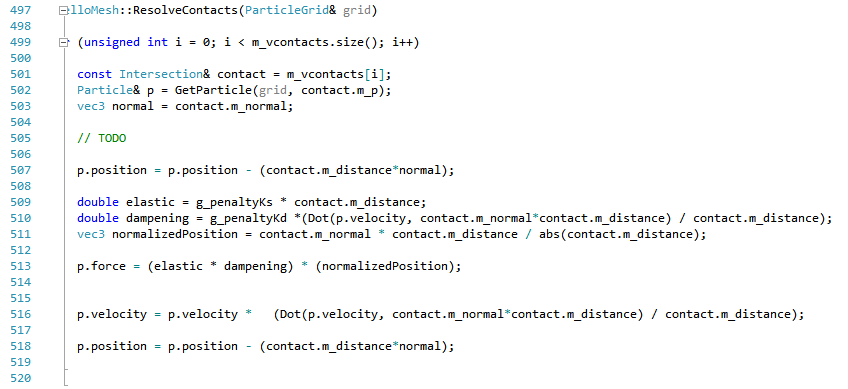 497 lloMesh::ResolveContacts(ParticleGrid& grid)
498
499 (unsigned int i = 0; i < m_vcontacts.size(); i++)
500
501 const Intersection& contact = m_vcontacts[i];
502 Particle& p = GetParticle(grid, contact.m_p);
503 vec3 normal = contact.m_normal;
504
505 // TODO
506
507 p.position = p.position - (contact.m_distance*normal);
508
509 double elastic = g_penaltyKs * contact.m_distance;
510 double dampening = g_penaltyKd *(Dot(p.velocity, contact.m_normal*contact.m_distance) / contact.m_distance);
511 vec3 normalizedPosition = contact.m_normal * contact.m_distance / abs(contact.m_distance);
512
513 p.force = (elastic * dampening) * (normalizedPosition);
514
515
516 p.velocity = p.velocity *   (Dot(p.velocity, contact.m_normal*contact.m_distance) / contact.m_distance);
517
518 p.position = p.position - (contact.m_distance*normal);
519
520